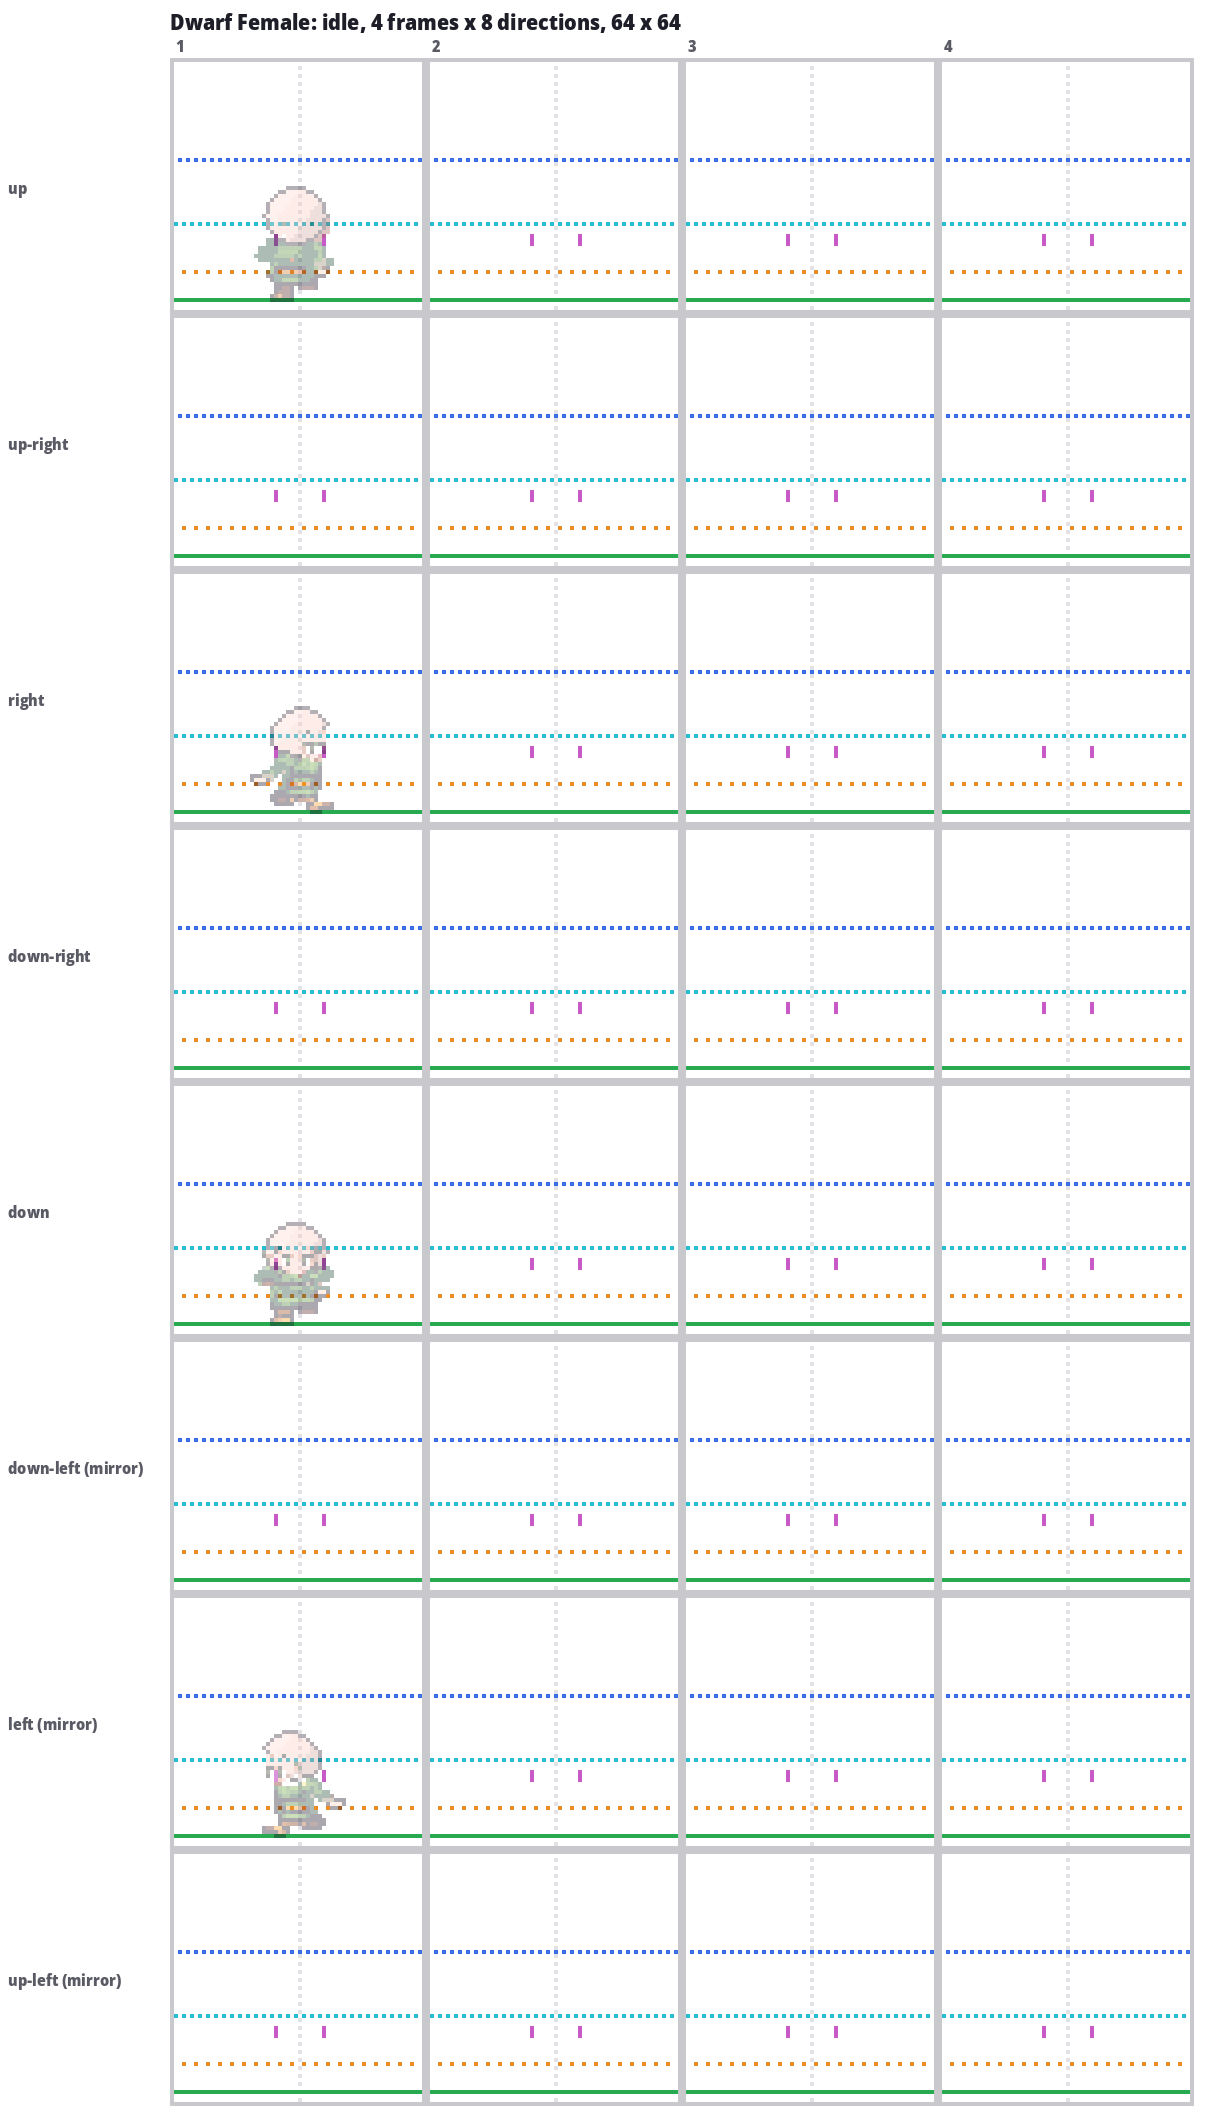 Dwarf Female: idle, 4 frames x 8 directions, 64 x 64
1 2 3 4
up
up-right
right
down-right
down
down-left (mirror)
left (mirror)
up-left (mirror)